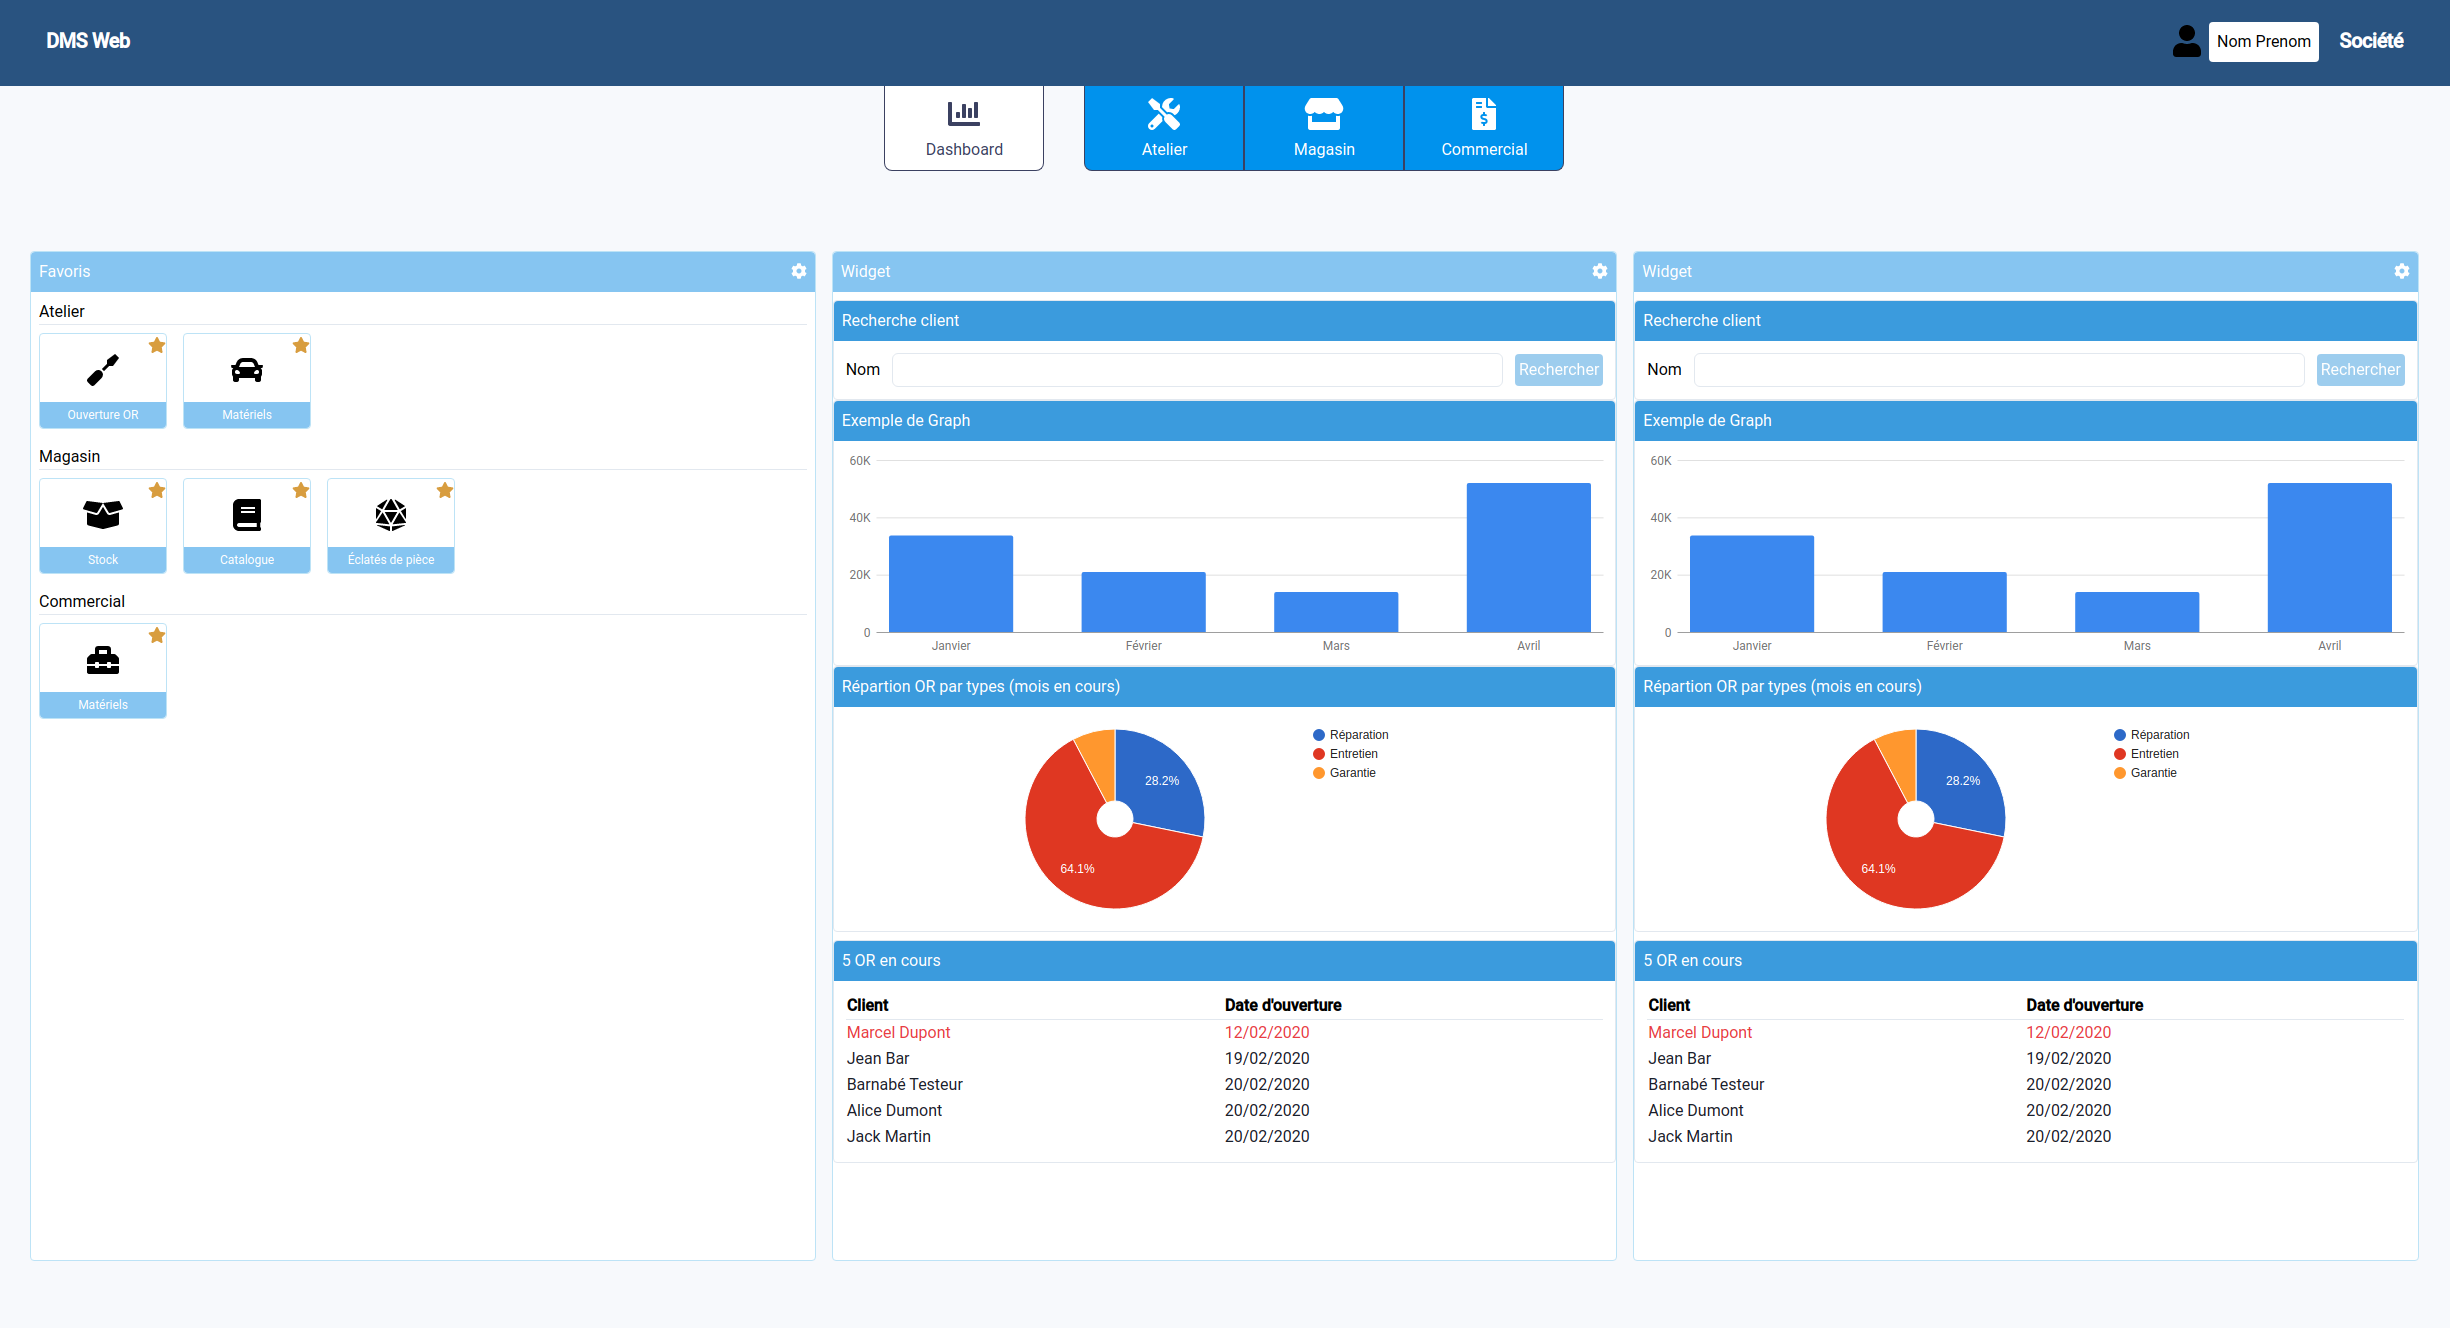 DMS Web
Nom Prenom
Société
Dashboard
Atelier
Magasin
Commercial
Favoris
Atelier
Ouverture OR
Matériels
Magasin
Stock
Catalogue
Éclatés de pièce
Commercial
Matériels
Widget
Recherche client
Nom
Rechercher
Exemple de Graph
60K
40K
20K
0
Janvier
Février
Mars
Avril
Répartion OR par types (mois en cours)
28.2%
64.1%
Réparation
Entretien
Garantie
5 OR en cours
Client Date d'ouverture
Marcel Dupont 12/02/2020
Jean Bar 19/02/2020
Barnabé Testeur 20/02/2020
Alice Dumont 20/02/2020
Jack Martin 20/02/2020
Widget
Recherche client
Nom
Rechercher
Exemple de Graph
60K
40K
20K
0
Janvier
Février
Mars
Avril
Répartion OR par types (mois en cours)
28.2%
64.1%
Réparation
Entretien
Garantie
5 OR en cours
Client Date d'ouverture
Marcel Dupont 12/02/2020
Jean Bar 19/02/2020
Barnabé Testeur 20/02/2020
Alice Dumont 20/02/2020
Jack Martin 20/02/2020